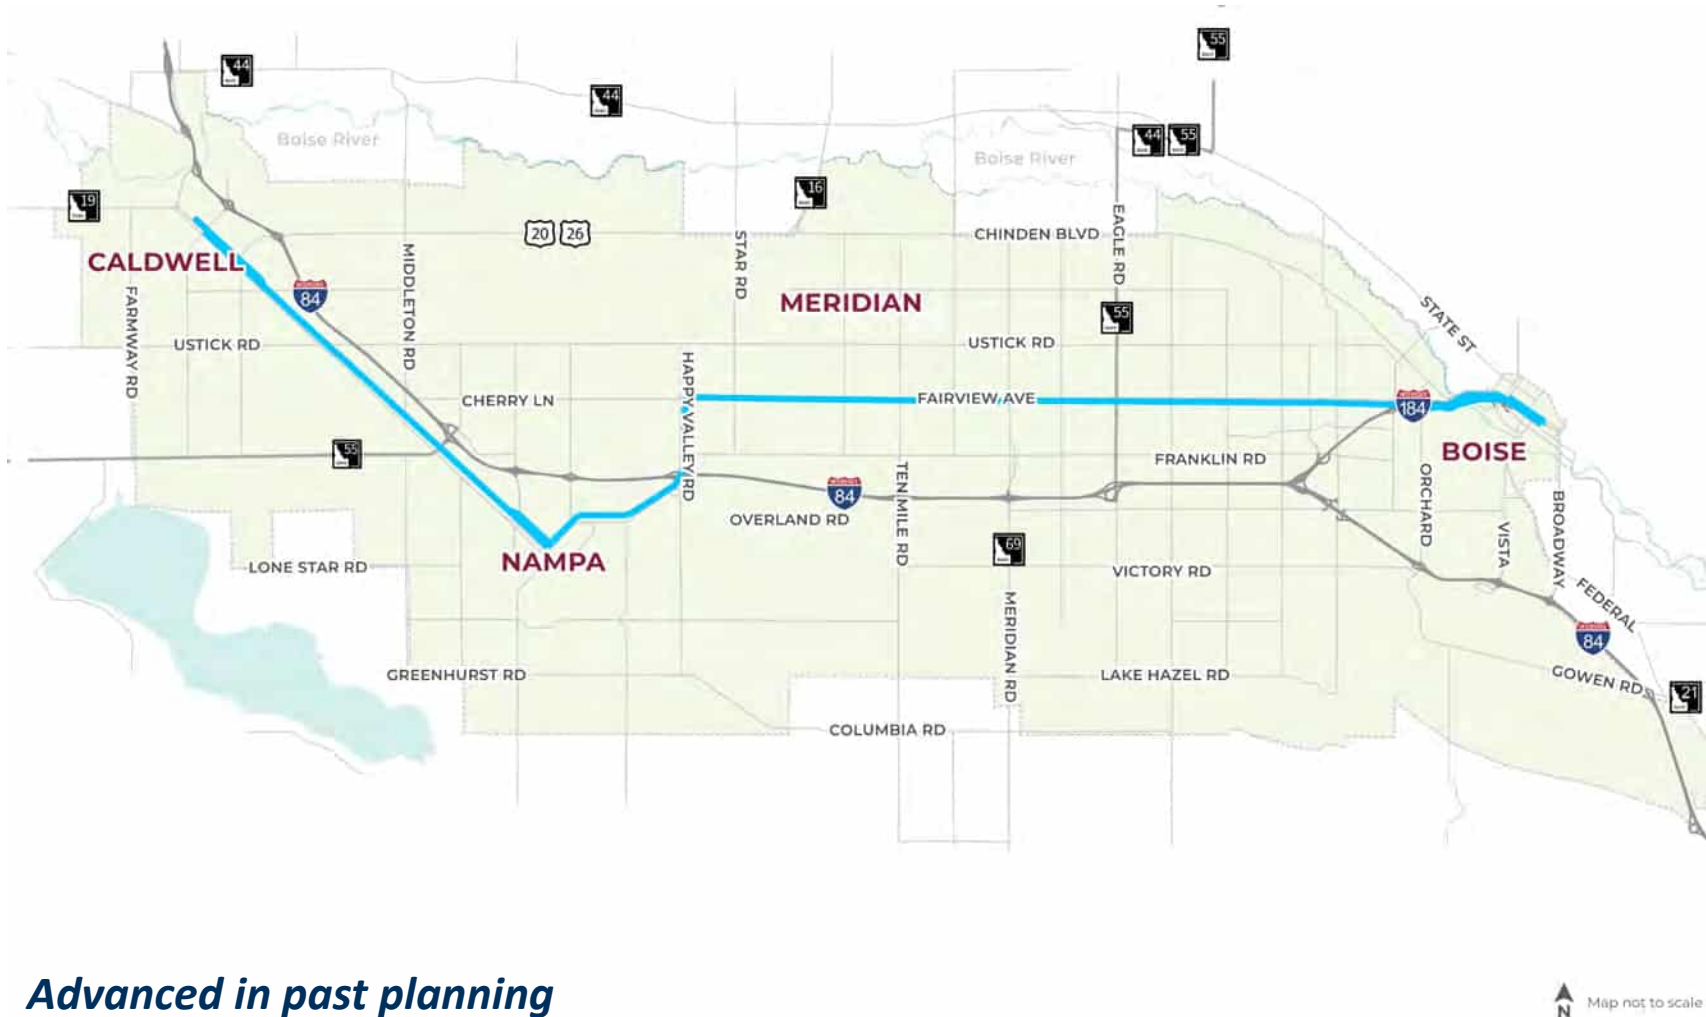 55
44
44
Boise River
44
55
Boise River
19
16
20
26
CHINDEN BLVD
EAGLE RD
STAR RD
MIDDLETON RD
CALDWELL
84
FARMWAY RD
MERIDIAN
55
STATE ST
USTICK RD
USTICK RD
HAPPY VALLEY RD
CHERRY LN
FAIRVIEW AVE
184
BOISE
55
FRANKLIN RD
TEN MILE RD
84
ORCHARD
BROADWAY
OVERLAND RD
VISTA
NAMPA
69
LONE STAR RD
VICTORY RD
FEDERAL
MERIDIAN RD
84
GREENHURST RD
LAKE HAZEL RD
GOWEN RD
21
COLUMBIA RD
Advanced in past planning
N
Map not to scale